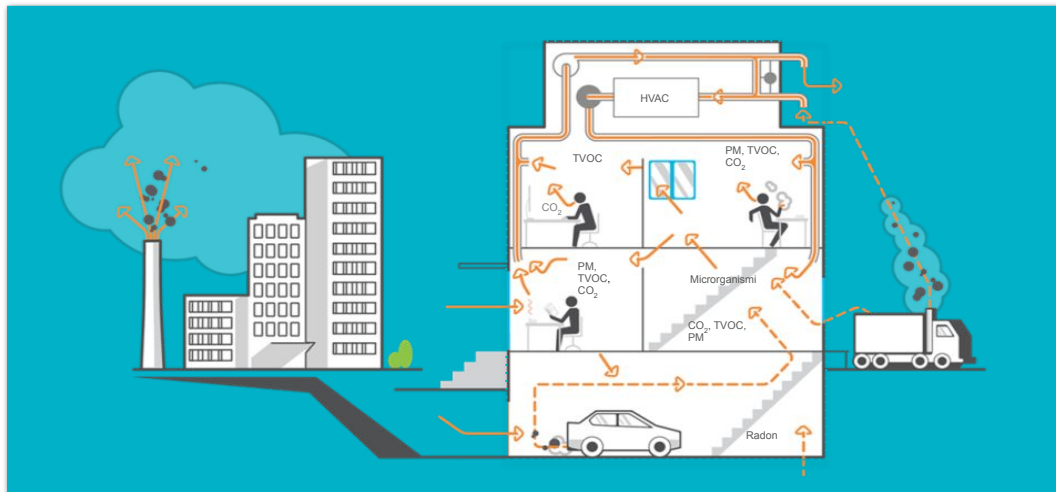 HVAC
TVOC
PM, TVOC,
CO₂
CO₂
PM,
TVOC,
CO₂
Microrganismi
CO₂, TVOC,
PM
Radon